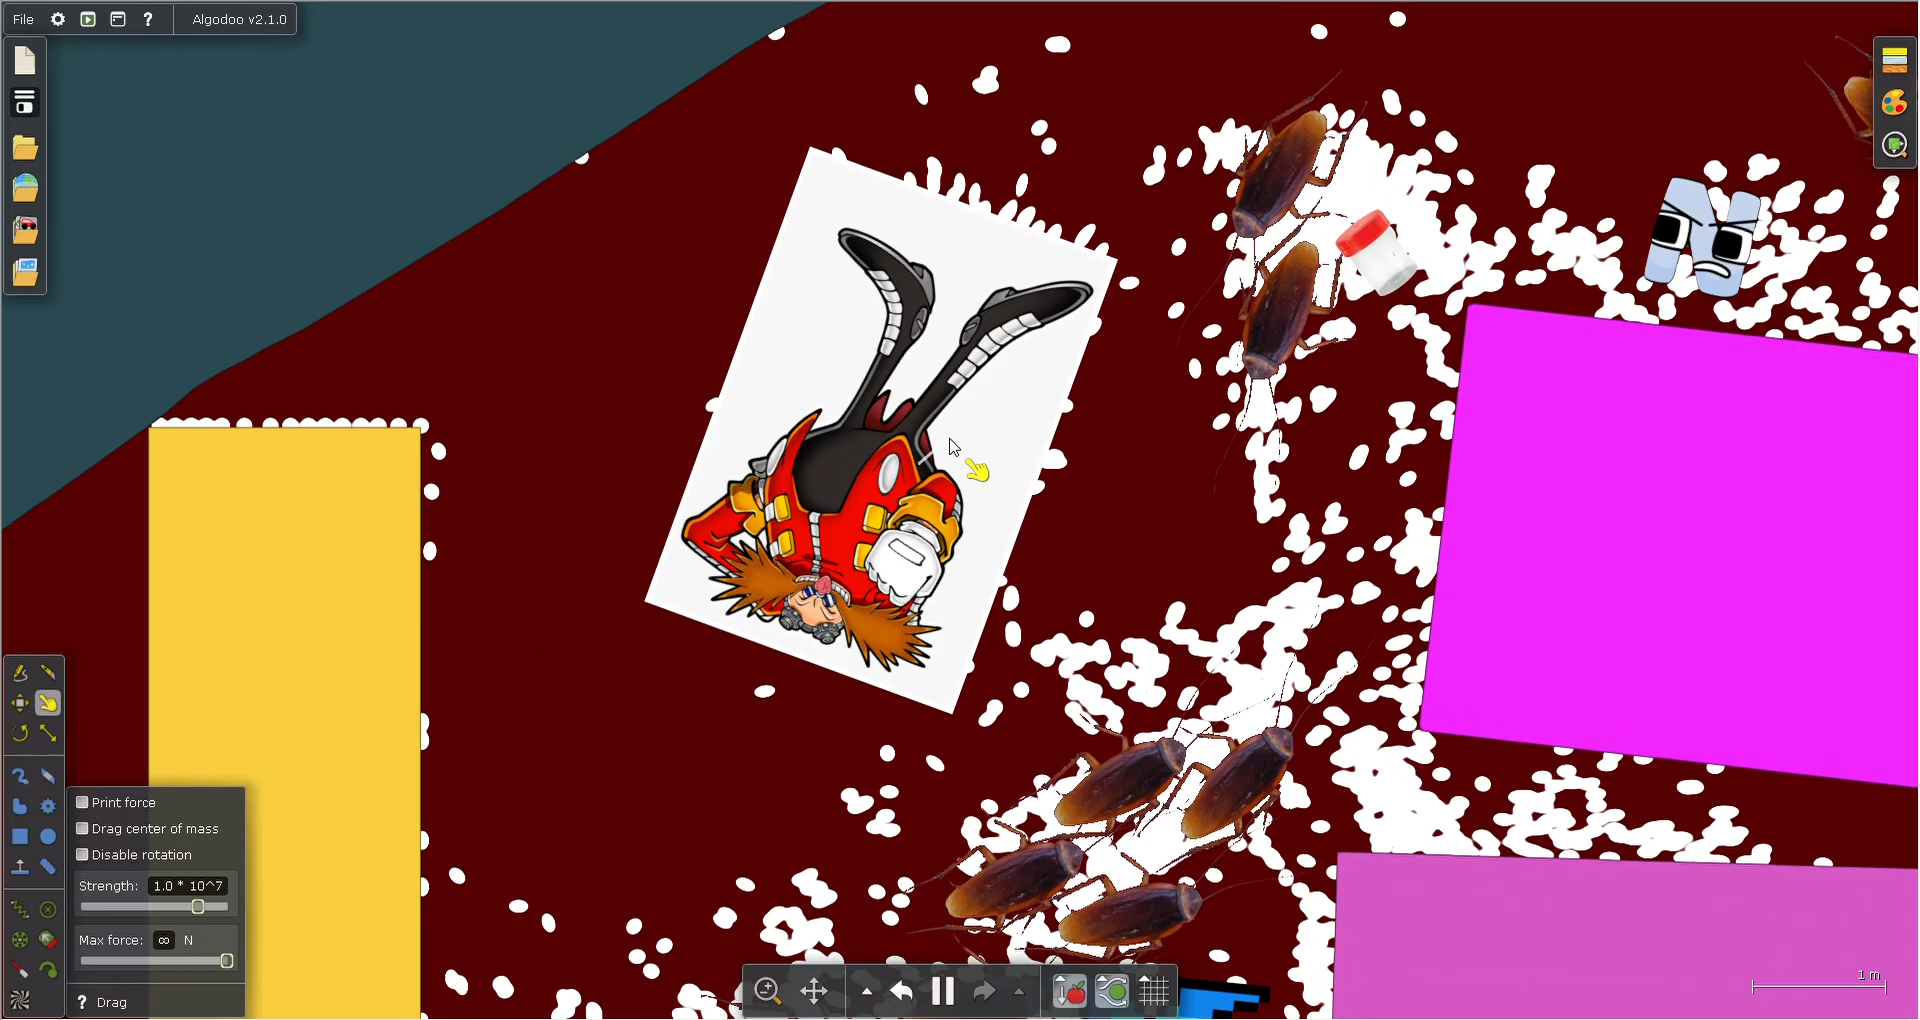 File ? Algodoo v2.1.0
Print force
Drag center of mass
Disable rotation
Strength: 1.0 * 10^7
Max force: ∞ N
? Drag
1 m